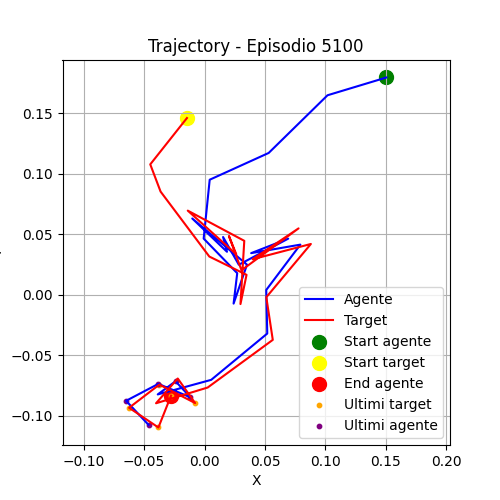 Trajectory - Episodio 5100
0.15
0.10
0.05
0.00
−0.05
−0.10
Agente
Target
Start agente
Start target
End agente
Ultimi target
Ultimi agente
−0.10 −0.05 0.00 0.05 0.10 0.15 0.20
X